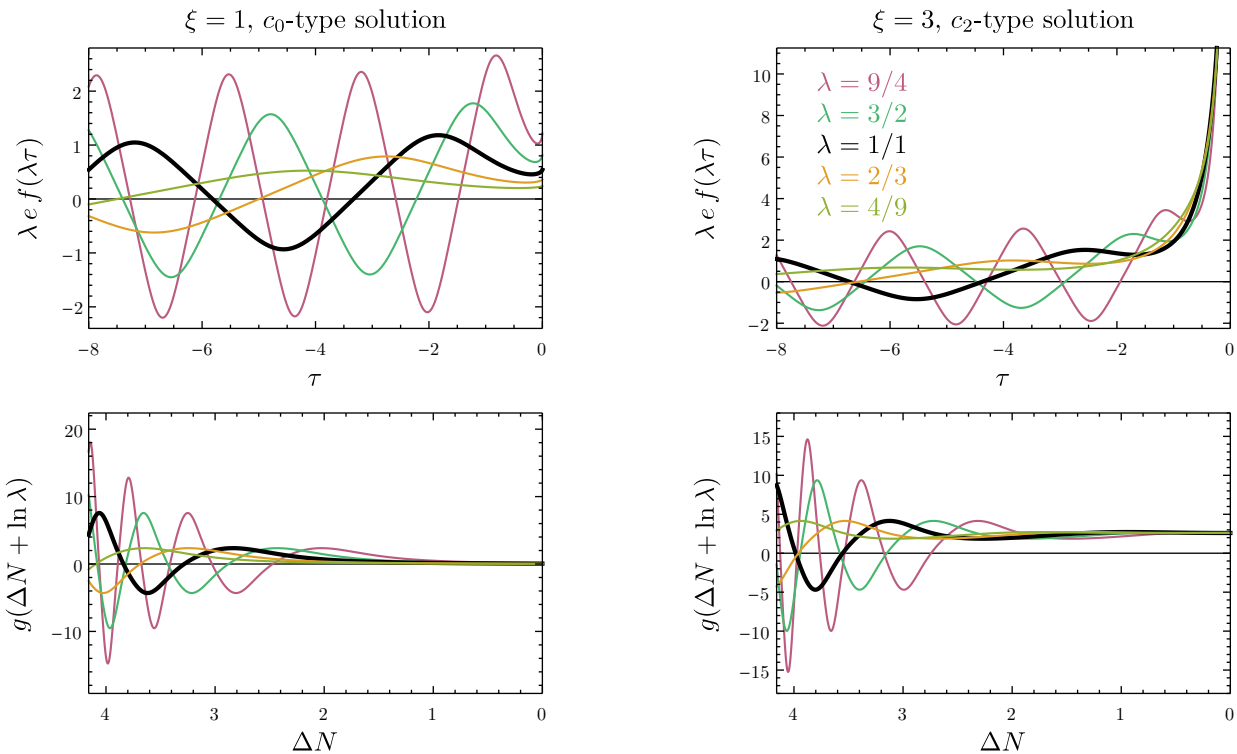 ξ = 1, c₀-type solution
λ e f(λτ)
2
1
0
−1
−2
−8
−6
−4
−2
0
τ
ξ = 3, c₂-type solution
λ e f(λτ)
10
8
6
4
2
0
−2
λ = 9/4
λ = 3/2
λ = 1/1
λ = 2/3
λ = 4/9
−8
−6
−4
−2
0
τ
g(ΔN + ln λ)
20
10
0
−10
4
3
2
1
0
ΔN
g(ΔN + ln λ)
15
10
5
0
−5
−10
−15
4
3
2
1
0
ΔN